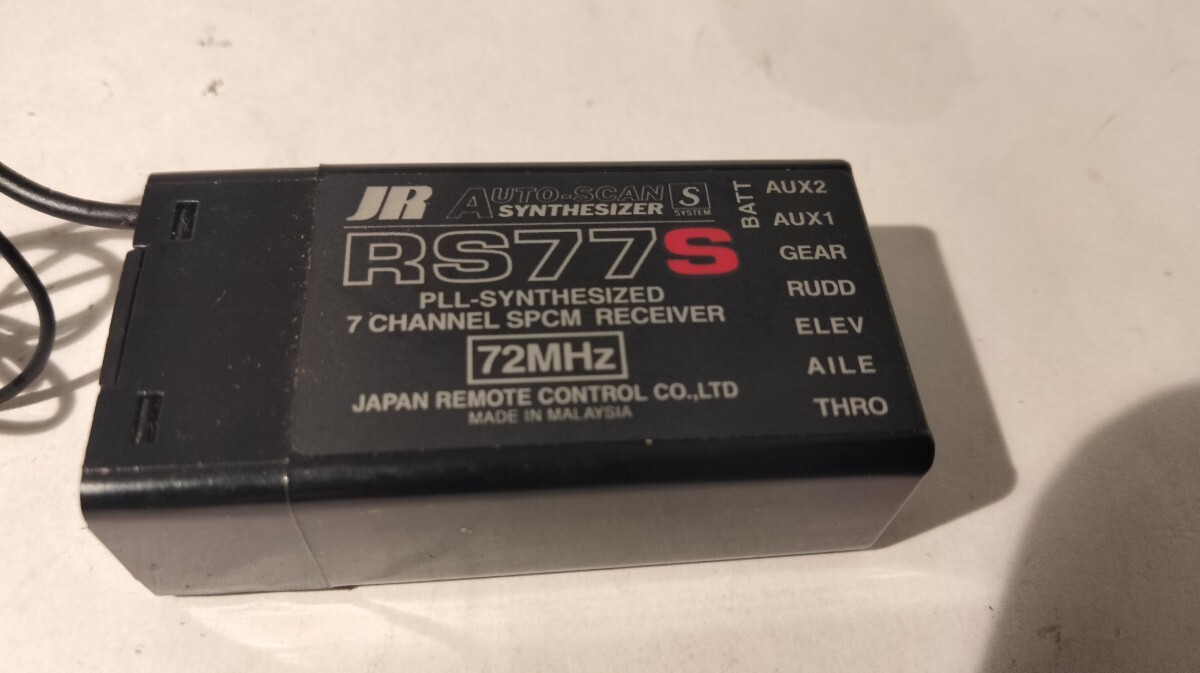 JR AUTO-SCAN
SYNTHESIZER S SYSTEM
RS77S
PLL-SYNTHESIZED
7 CHANNEL SPCM RECEIVER
72MHz
JAPAN REMOTE CONTROL CO.,LTD
MADE IN MALAYSIA
BATT
AUX2
AUX1
GEAR
RUDD
ELEV
AILE
THRO